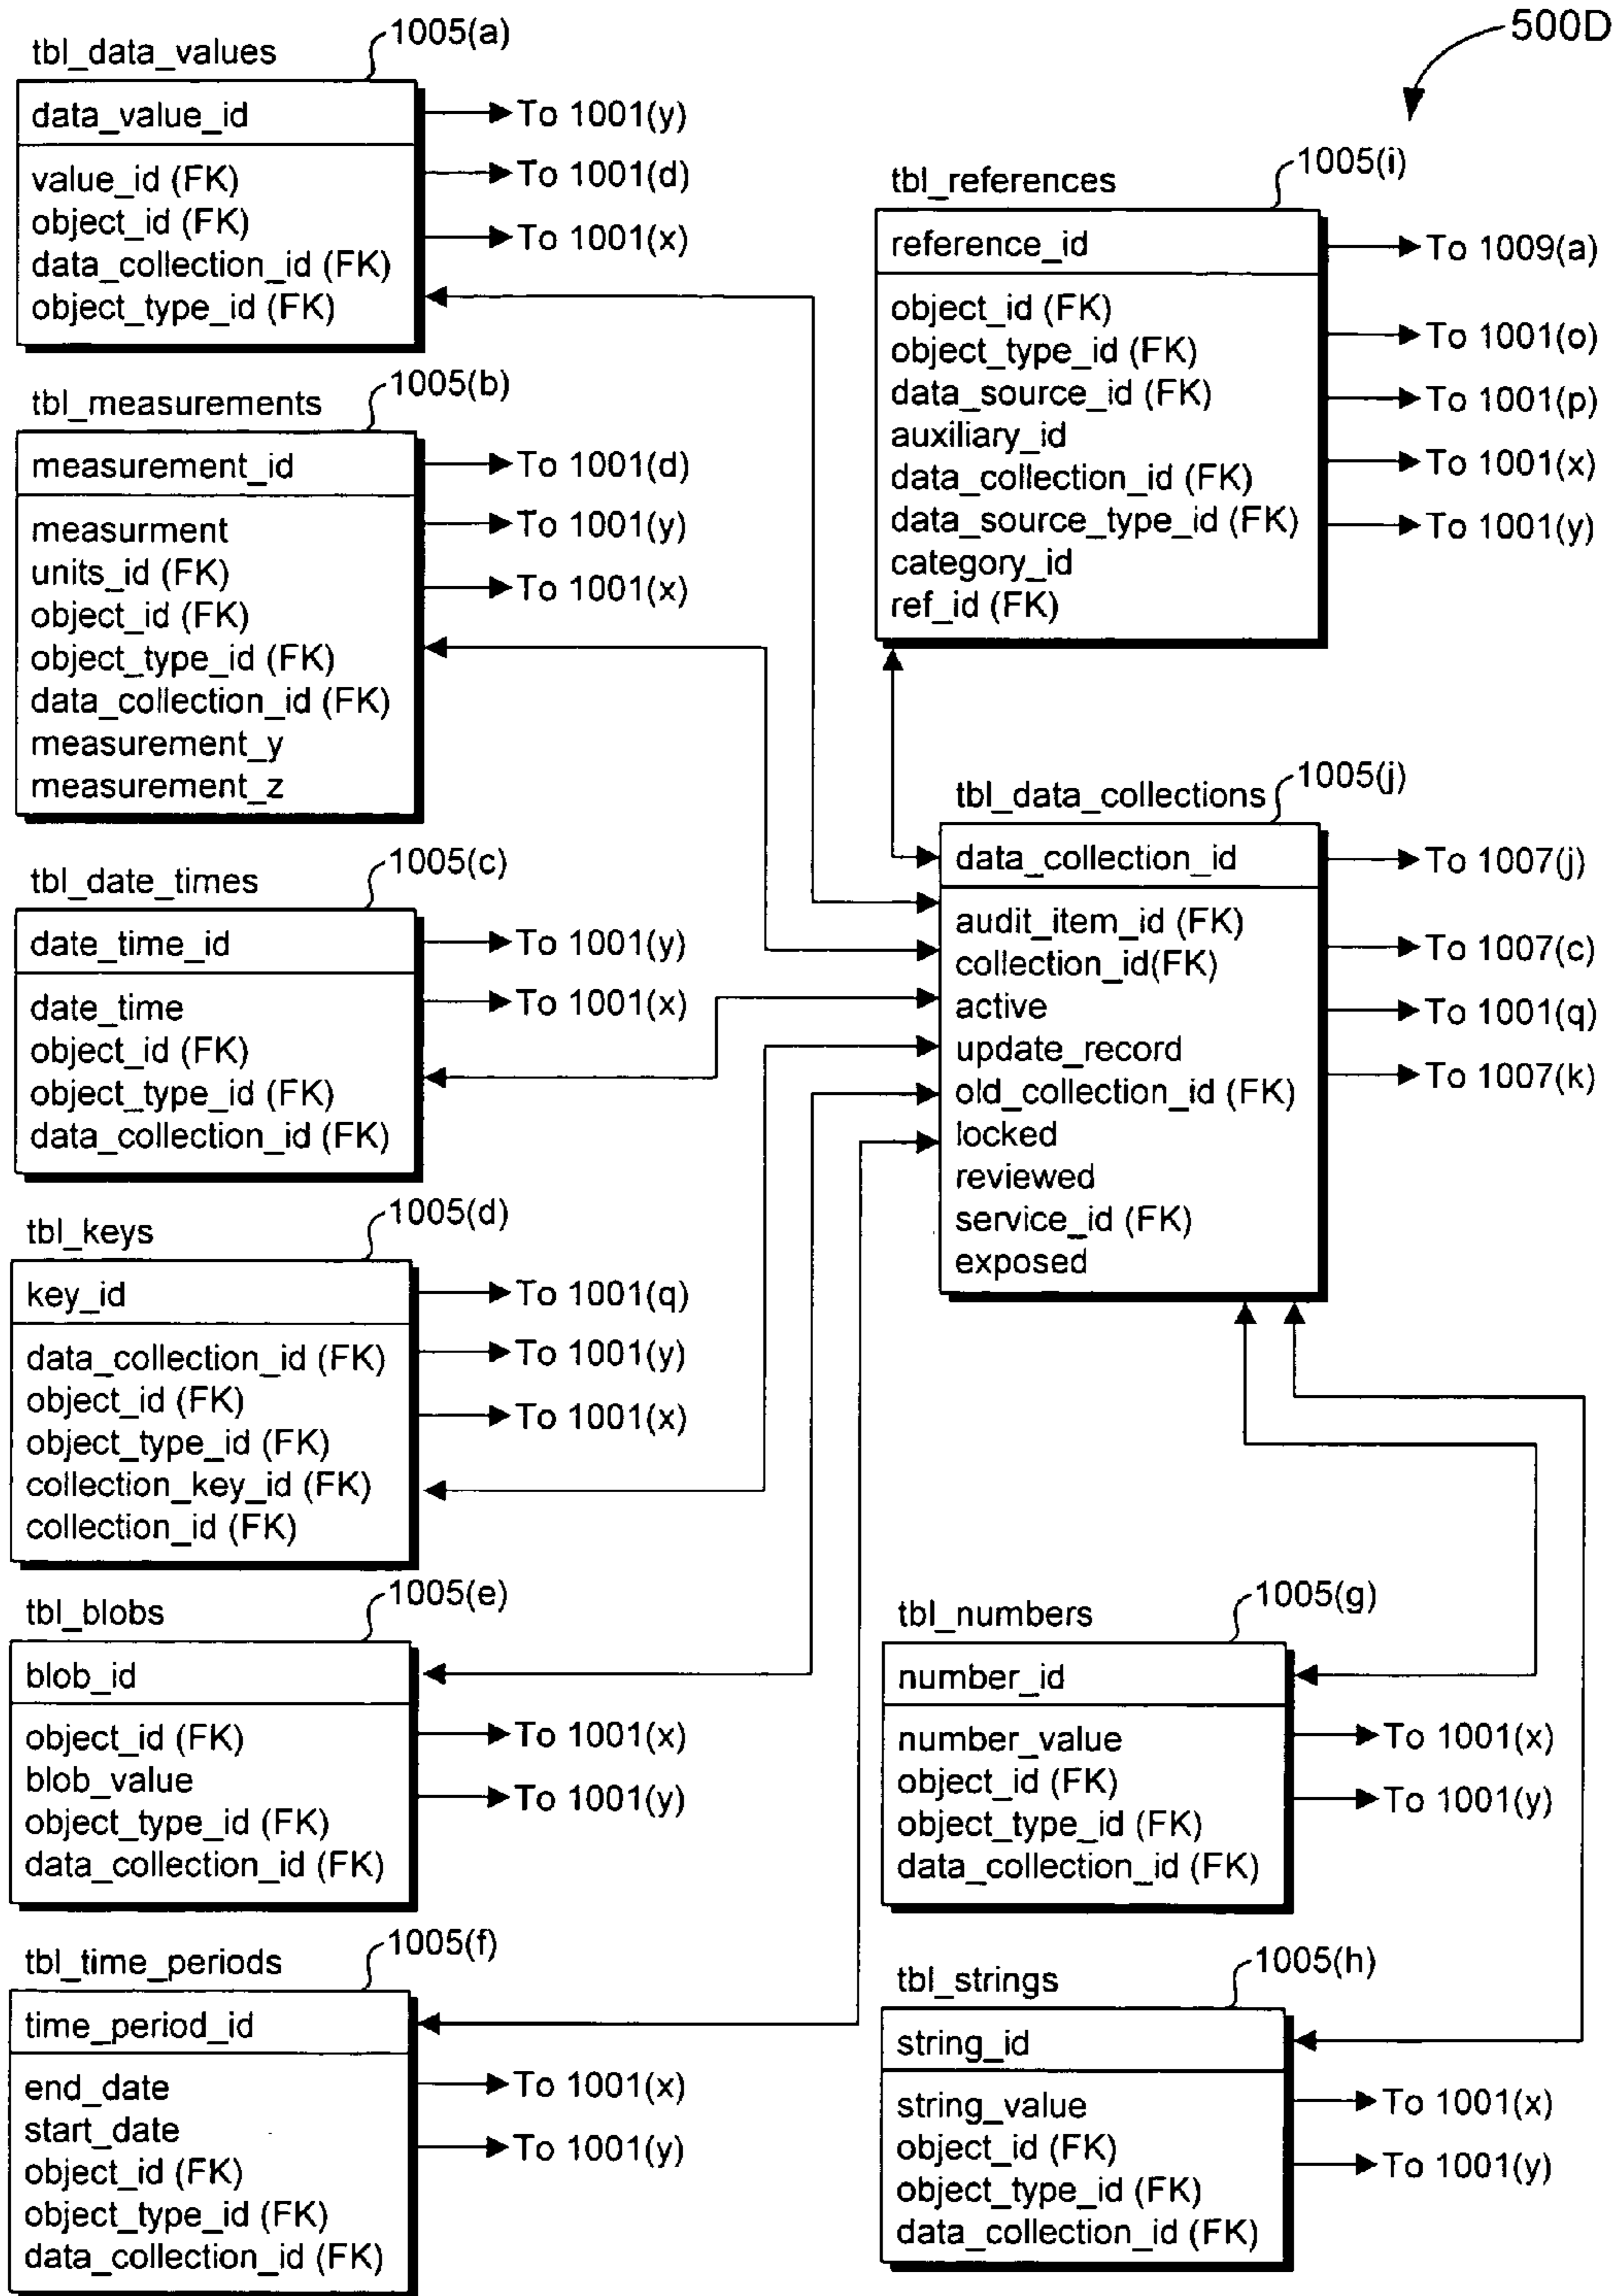 500D
tbl_data_values
1005(a)
data_value_id
value_id (FK)
object_id (FK)
data_collection_id (FK)
object_type_id (FK)
To 1001(y)
To 1001(d)
To 1001(x)
tbl_measurements
1005(b)
measurement_id
measurment
units_id (FK)
object_id (FK)
object_type_id (FK)
data_collection_id (FK)
measurement_y
measurement_z
To 1001(d)
To 1001(y)
To 1001(x)
tbl_date_times
1005(c)
date_time_id
date_time
object_id (FK)
object_type_id (FK)
data_collection_id (FK)
To 1001(y)
To 1001(x)
tbl_keys
1005(d)
key_id
data_collection_id (FK)
object_id (FK)
object_type_id (FK)
collection_key_id (FK)
collection_id (FK)
To 1001(q)
To 1001(y)
To 1001(x)
tbl_blobs
1005(e)
blob_id
object_id (FK)
blob_value
object_type_id (FK)
data_collection_id (FK)
To 1001(x)
To 1001(y)
tbl_time_periods
1005(f)
time_period_id
end_date
start_date
object_id (FK)
object_type_id (FK)
data_collection_id (FK)
To 1001(x)
To 1001(y)
tbl_references
1005(i)
reference_id
object_id (FK)
object_type_id (FK)
data_source_id (FK)
auxiliary_id
data_collection_id (FK)
data_source_type_id (FK)
category_id
ref_id (FK)
To 1009(a)
To 1001(o)
To 1001(p)
To 1001(x)
To 1001(y)
tbl_data_collections
1005(j)
data_collection_id
audit_item_id (FK)
collection_id(FK)
active
update_record
old_collection_id (FK)
locked
reviewed
service_id (FK)
exposed
To 1007(j)
To 1007(c)
To 1001(q)
To 1007(k)
tbl_numbers
1005(g)
number_id
number_value
object_id (FK)
object_type_id (FK)
data_collection_id (FK)
To 1001(x)
To 1001(y)
tbl_strings
1005(h)
string_id
string_value
object_id (FK)
object_type_id (FK)
data_collection_id (FK)
To 1001(x)
To 1001(y)